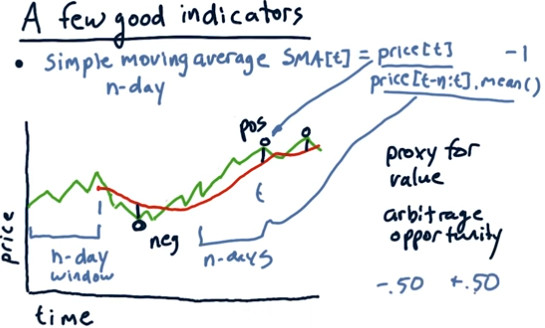 A few good indicators
• Simple moving average SMA[t] = price[t] -1
n-day price[t-n:t].mean()
pos
proxy for
value
t
arbitrage
opportunity
price
neg
n-day
window
n-days
-.50 +.50
time